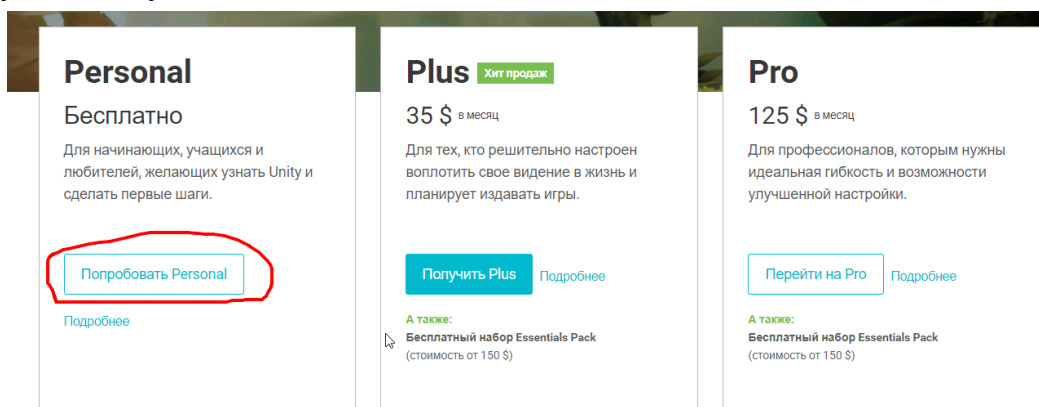 Personal
Бесплатно
Для начинающих, учащихся и
любителей, желающих узнать Unity и
сделать первые шаги.
Попробовать Personal
Подробнее
Plus Хит продаж
35 $ в месяц
Для тех, кто решительно настроен
воплотить свое видение в жизнь и
планирует издавать игры.
Получить Plus Подробнее
А также:
Бесплатный набор Essentials Pack
(стоимость от 150 $)
Pro
125 $ в месяц
Для профессионалов, которым нужны
идеальная гибкость и возможности
улучшенной настройки.
Перейти на Pro Подробнее
А также:
Бесплатный набор Essentials Pack
(стоимость от 150 $)